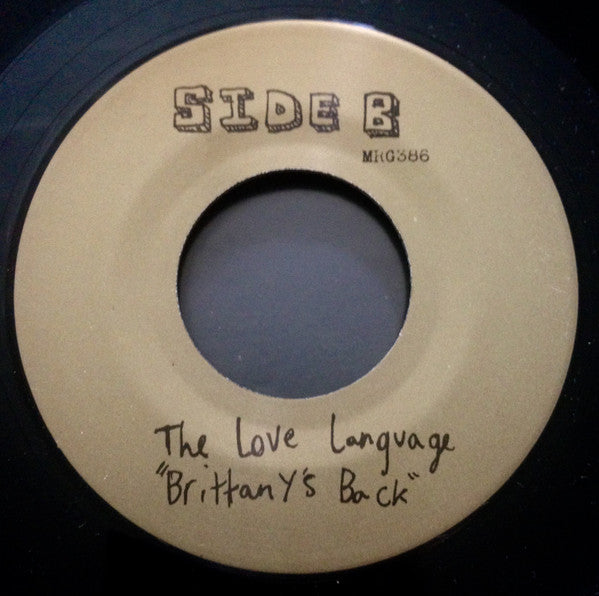 SIDE B
MRG386
The Love Language
"Brittany's Back"